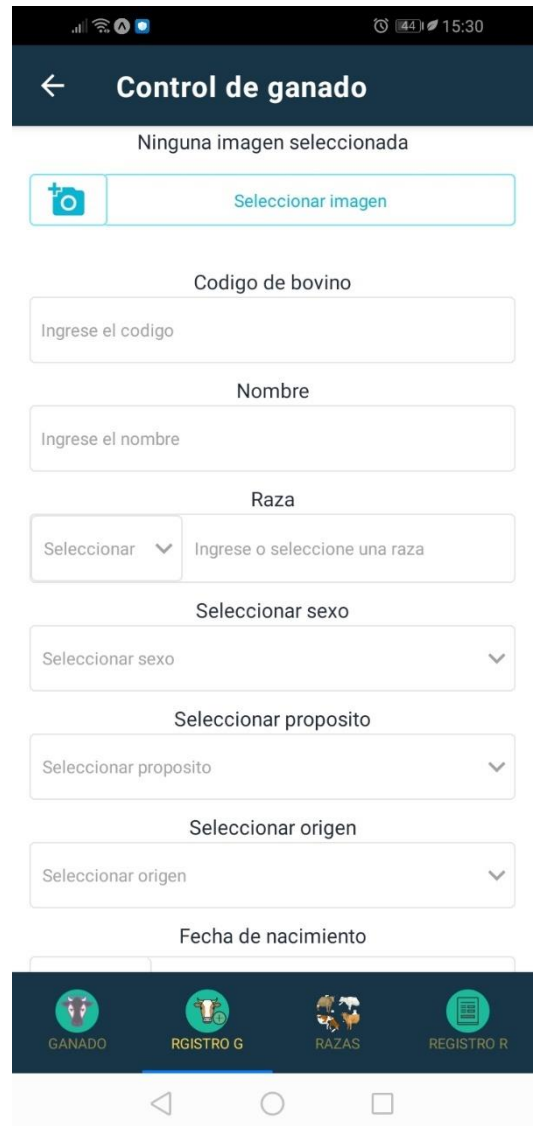 44 15:30
Control de ganado
Ninguna imagen seleccionada
Seleccionar imagen
Codigo de bovino
Ingrese el codigo
Nombre
Ingrese el nombre
Raza
Seleccionar Ingrese o seleccione una raza
Seleccionar sexo
Seleccionar sexo
Seleccionar proposito
Seleccionar proposito
Seleccionar origen
Seleccionar origen
Fecha de nacimiento
GANADO RGISTRO G RAZAS REGISTRO R